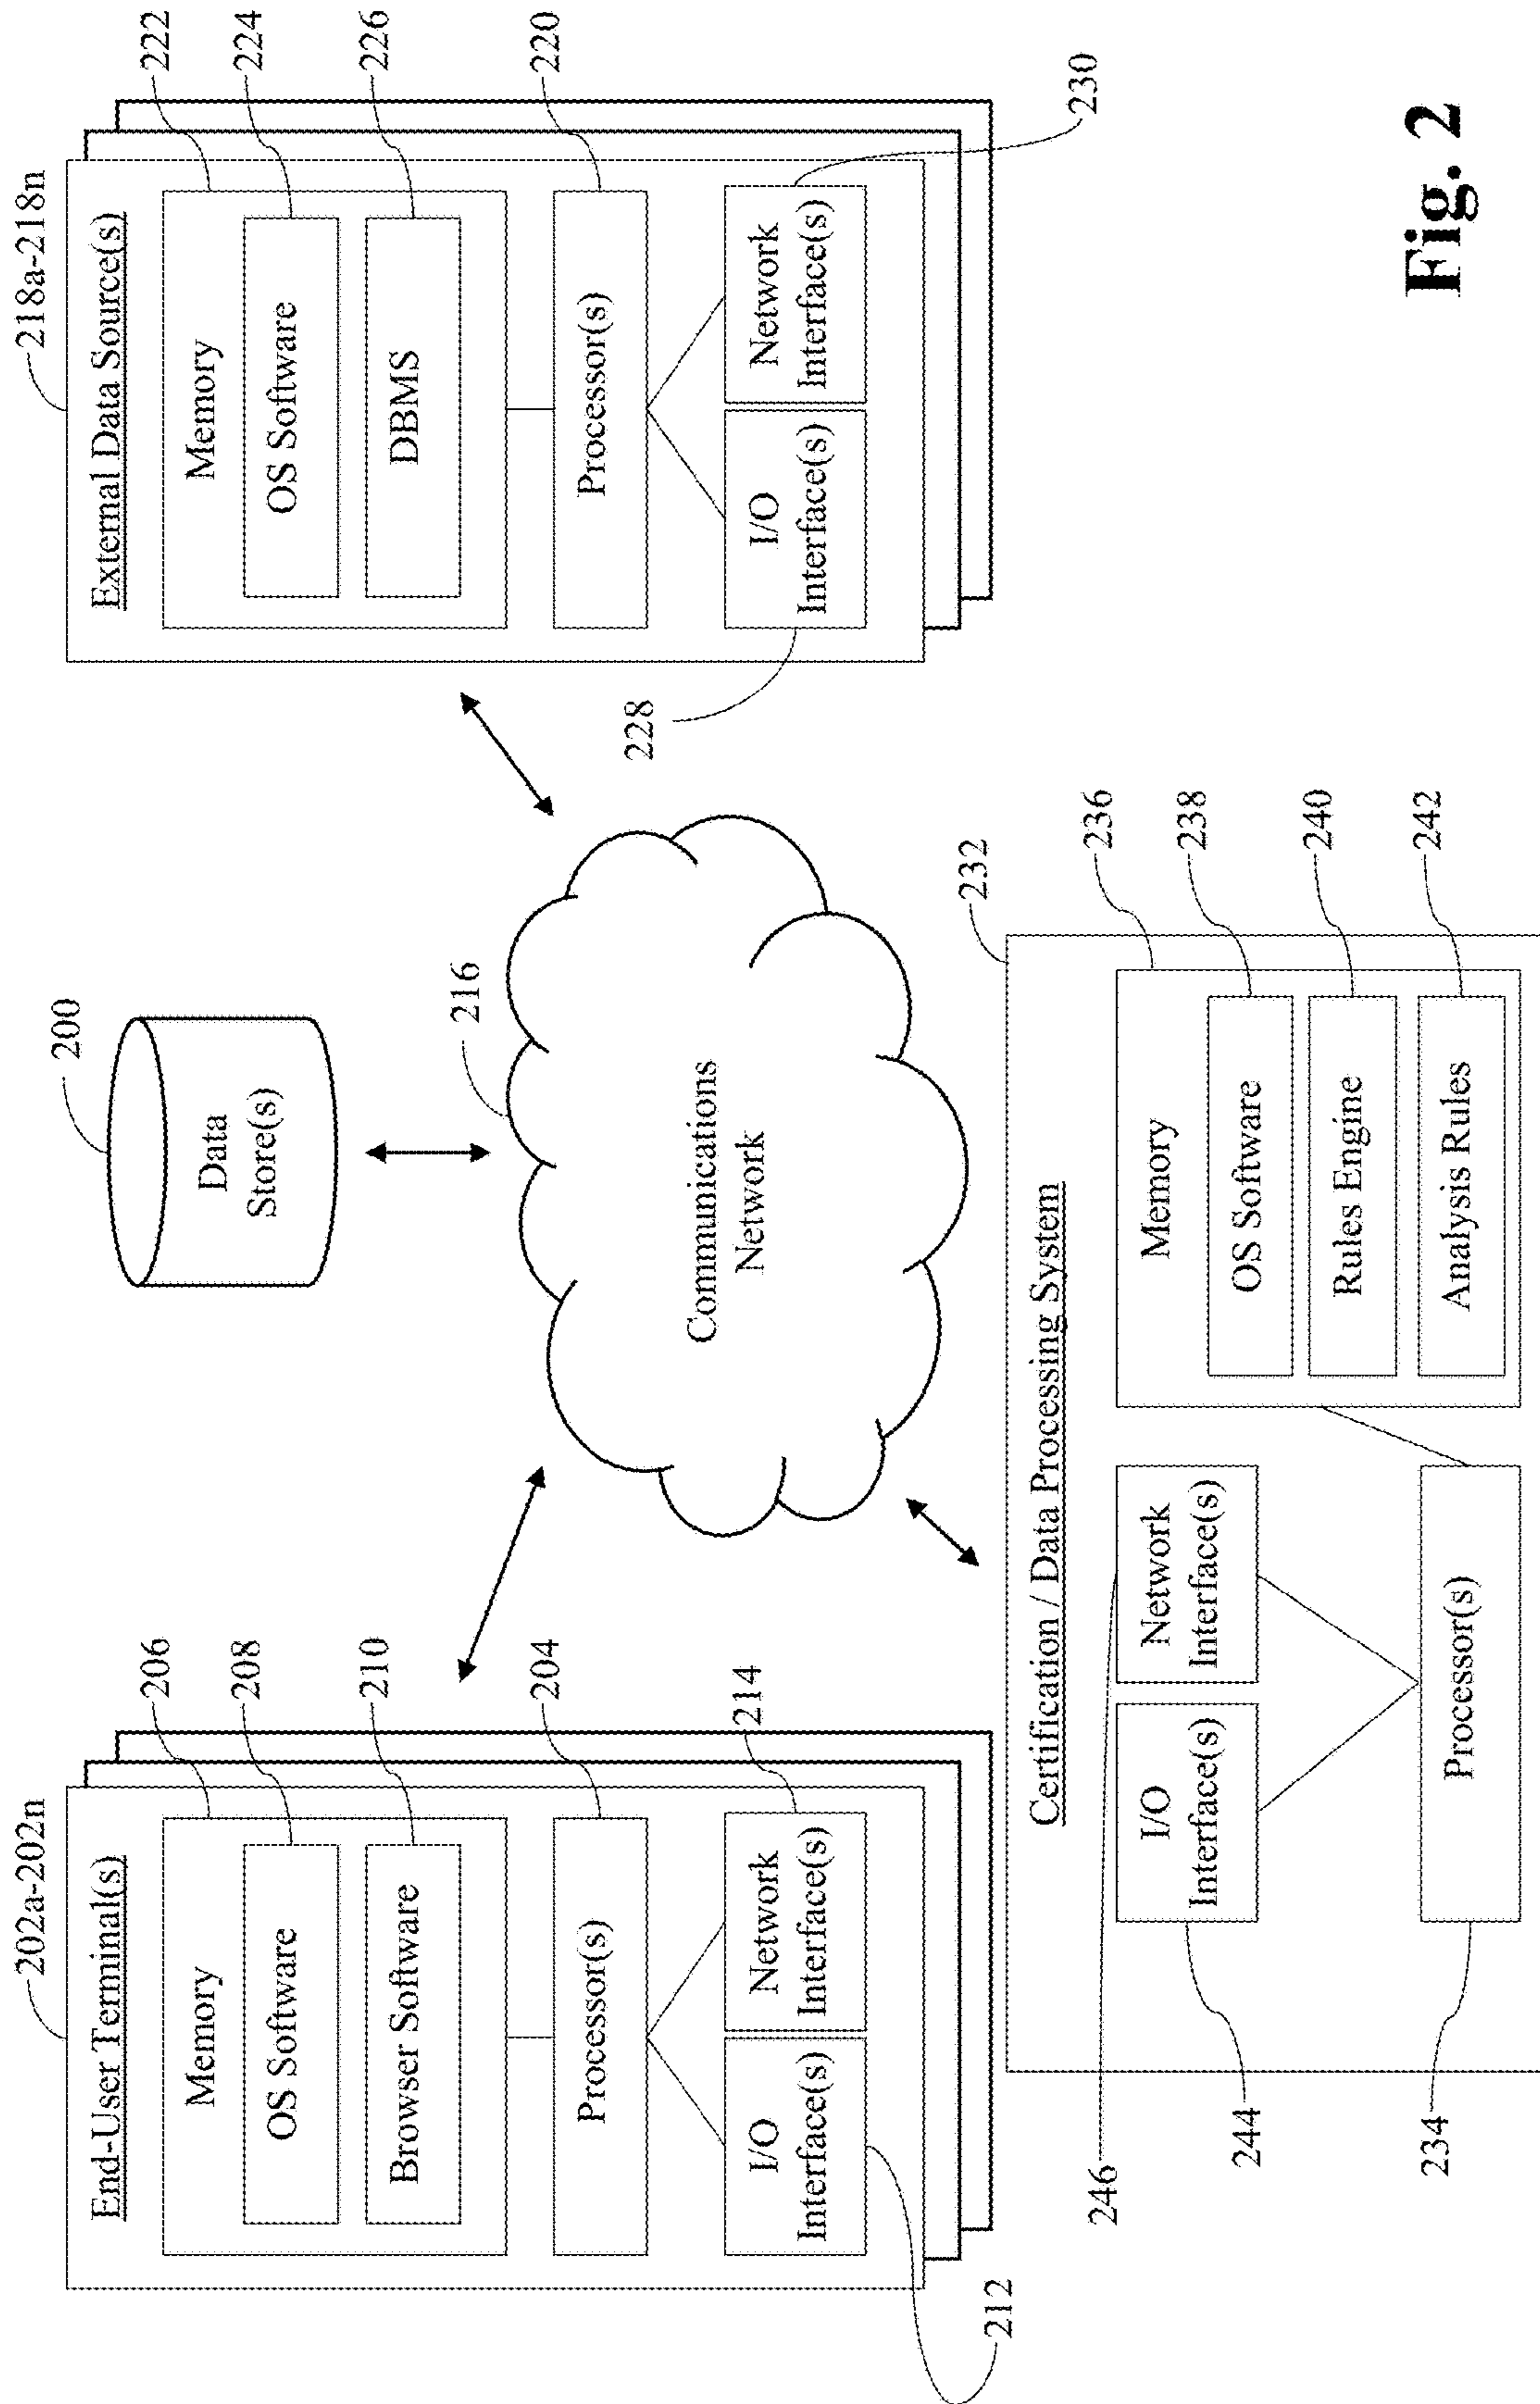 202a-202n
End-User Terminal(s)
Memory
OS Software
Browser Software
Processor(s)
I/O
Interface(s)
Network
Interface(s)
206
208
210
204
214
212
200
Data
Store(s)
216
Communications
Network
218a-218n
External Data Source(s)
Memory
OS Software
DBMS
Processor(s)
I/O
Interface(s)
Network
Interface(s)
222
224
226
220
230
228
232
Certification / Data Processing System
I/O
Interface(s)
Network
Interface(s)
Processor(s)
Memory
OS Software
Rules Engine
Analysis Rules
236
238
240
242
246
244
234
Fig. 2